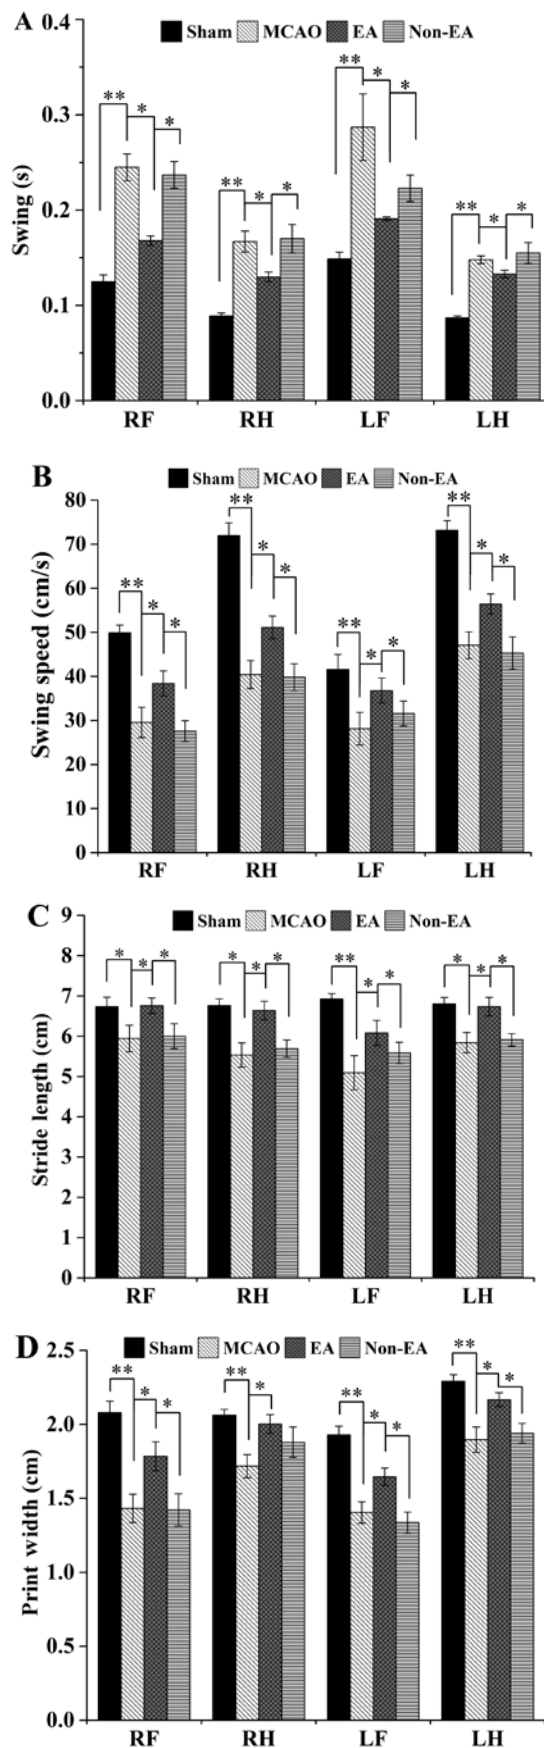 A
Sham MCAO EA Non-EA
Swing (s)
0.4
0.3
0.2
0.1
0.0
** * *
** * *
** * *
** * *
RF RH LF LH
B
Sham MCAO EA Non-EA
Swing speed (cm/s)
80
70
60
50
40
30
20
10
0
** * *
** * *
** * *
** * *
RF RH LF LH
C
Sham MCAO EA Non-EA
Stride length (cm)
9
8
7
6
5
4
3
2
1
0
* * *
* * *
** * *
* * *
RF RH LF LH
D
Sham MCAO EA Non-EA
Print width (cm)
2.5
2.0
1.5
1.0
0.5
0.0
** * *
** *
** * *
** * *
RF RH LF LH